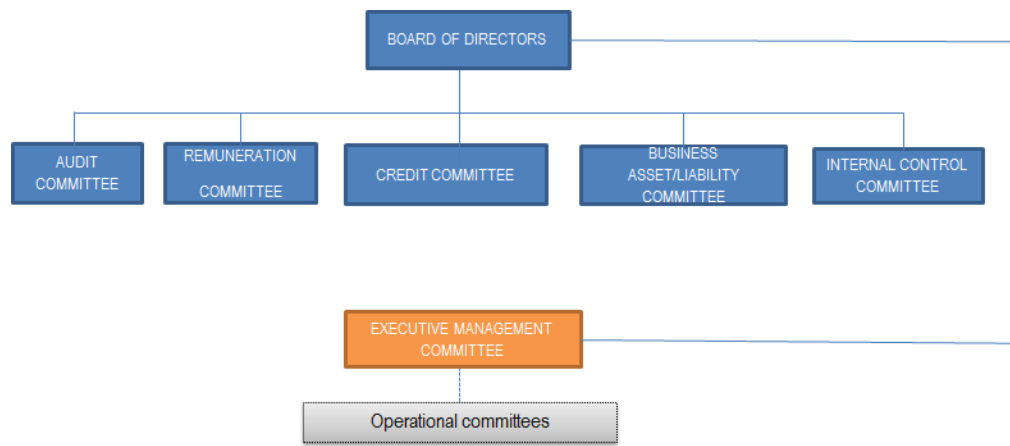 BOARD OF DIRECTORS
AUDIT
COMMITTEE
REMUNERATION
COMMITTEE
CREDIT COMMITTEE
BUSINESS
ASSET/LIABILITY
COMMITTEE
INTERNAL CONTROL
COMMITTEE
EXECUTIVE MANAGEMENT
COMMITTEE
Operational committees